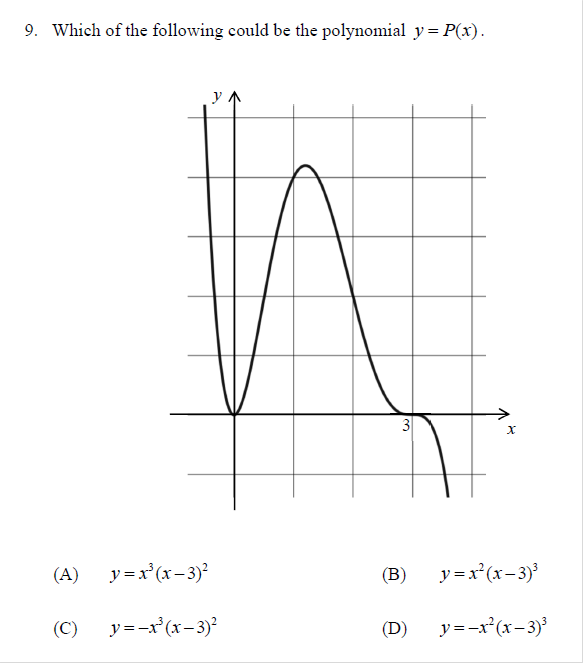 9. Which of the following could be the polynomial y = P(x).
y
3
x
(A) y = x³(x − 3)²
(B) y = x²(x − 3)³
(C) y = −x³(x − 3)²
(D) y = −x²(x − 3)³